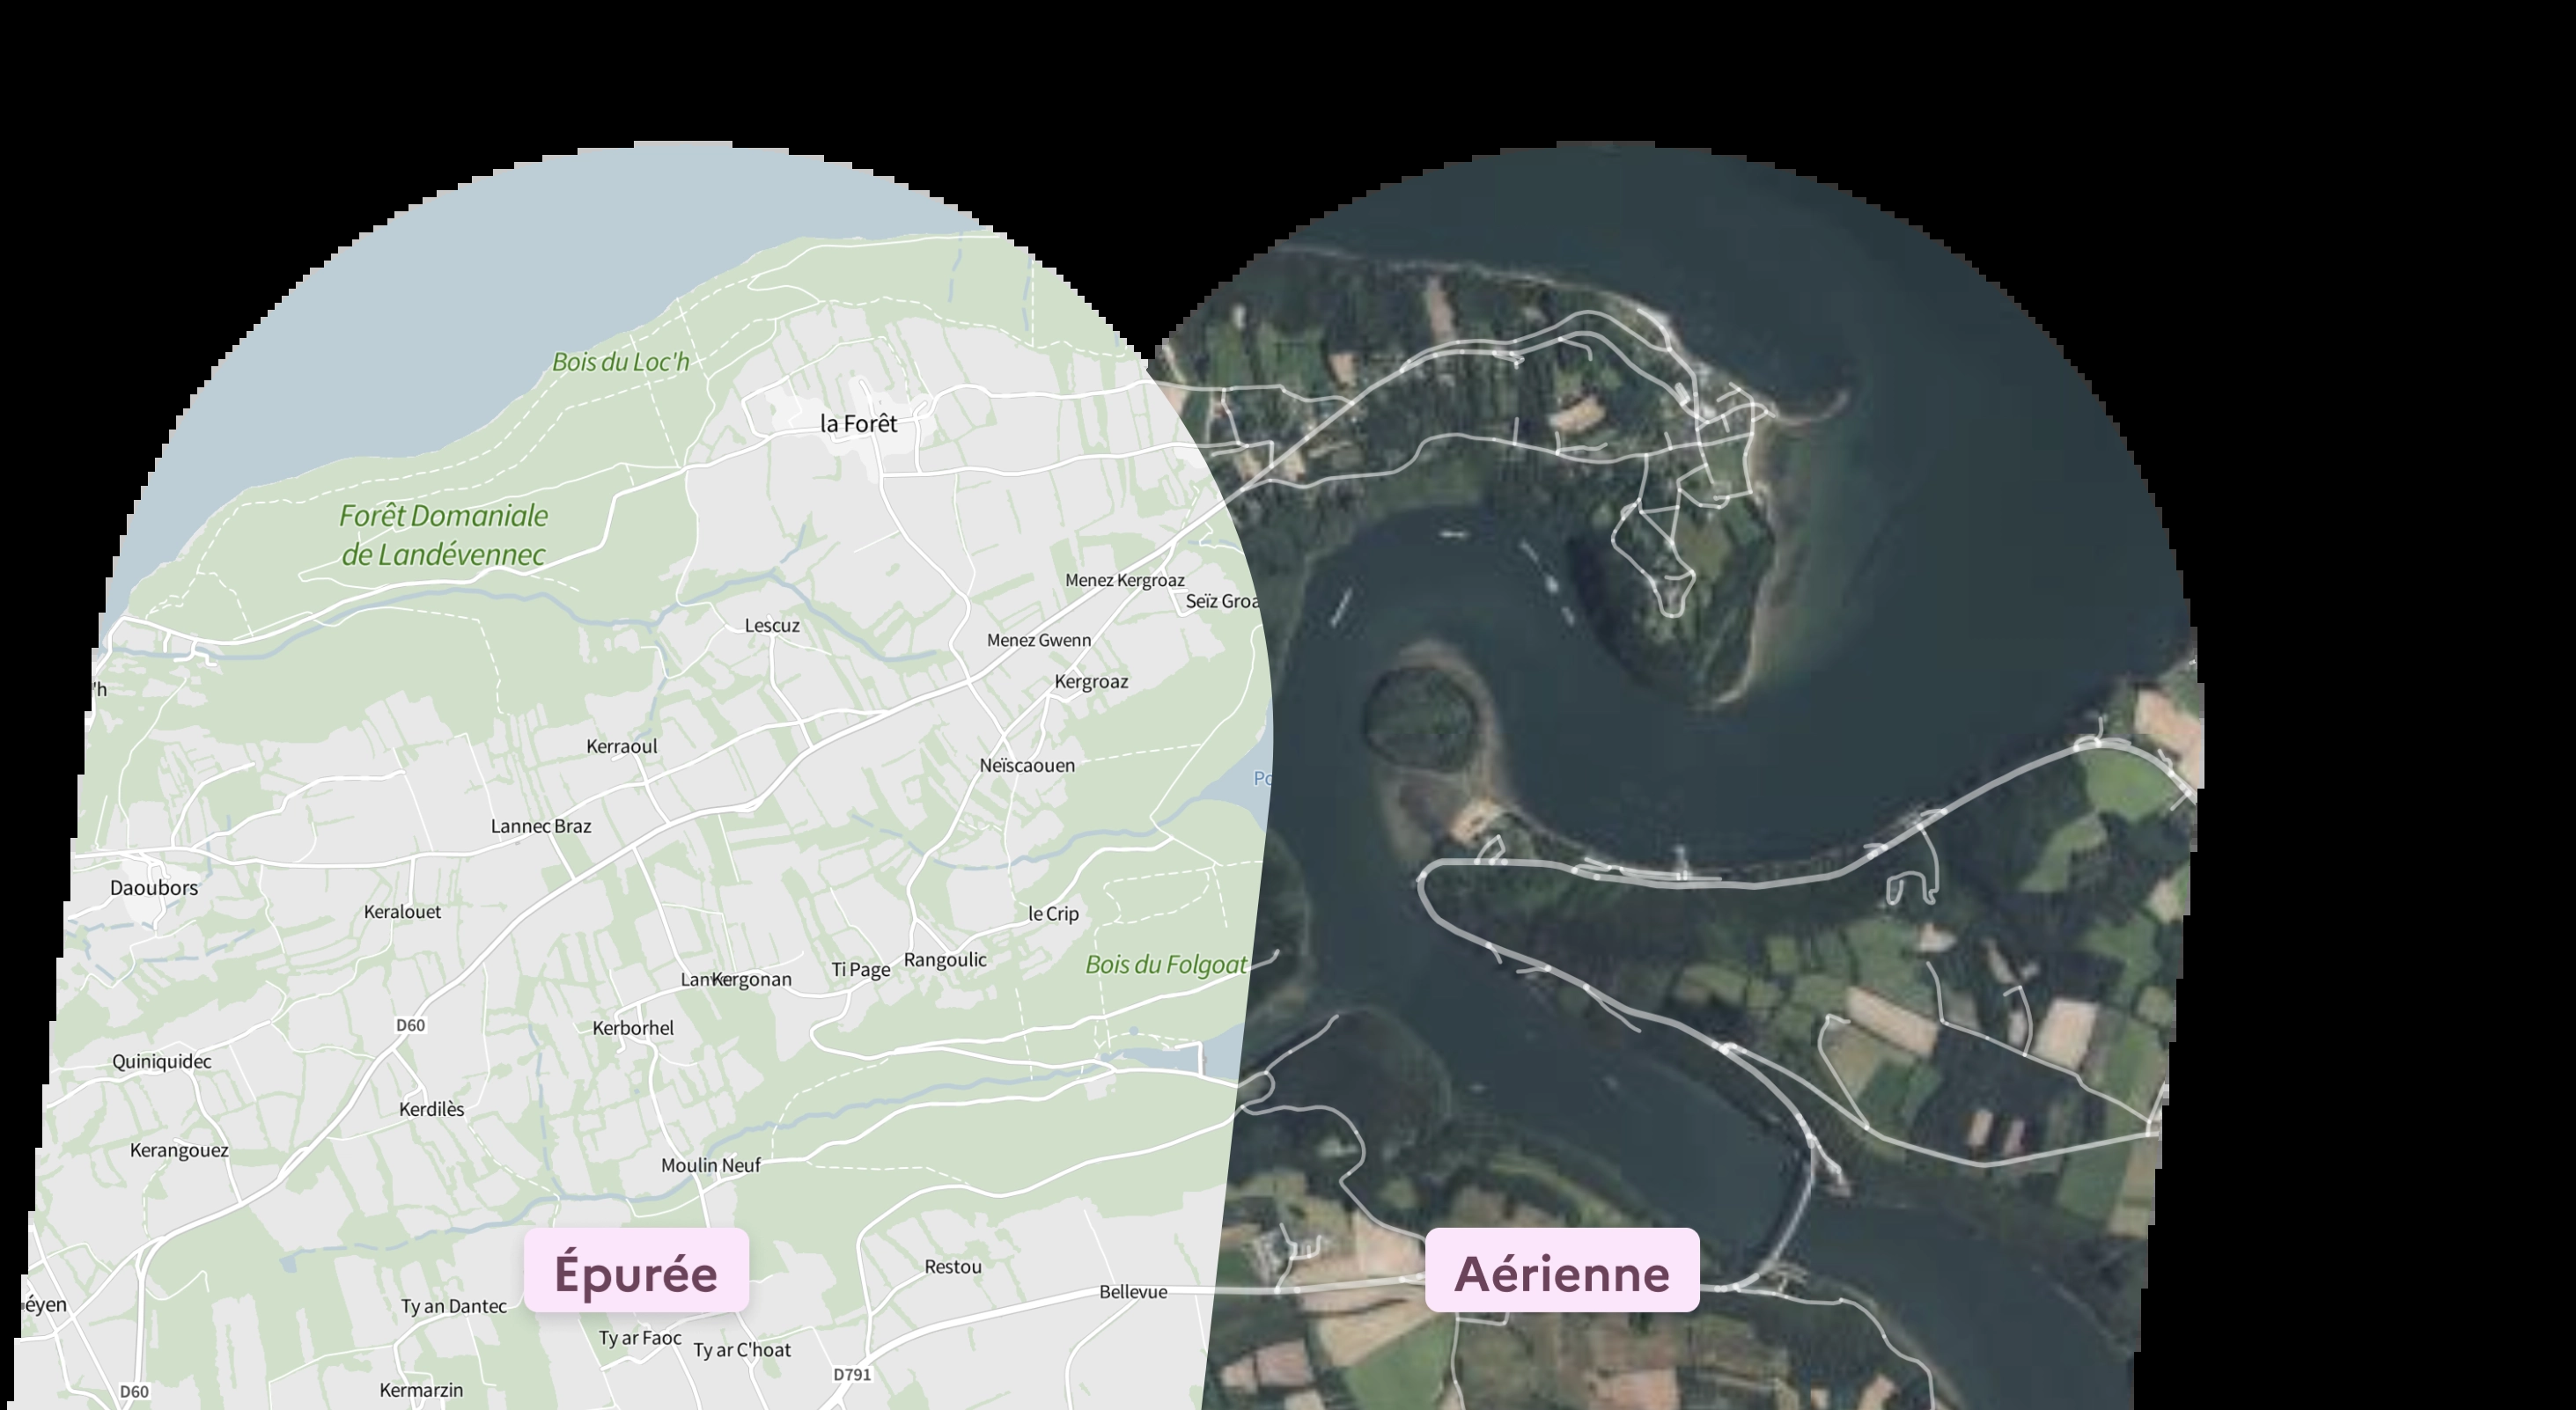 Bois du Loc'h
la Forêt
Forêt Domaniale
de Landévennec
Menez Kergroaz
Seïz Groa
Lescuz
Menez Gwenn
Kergroaz
'h
Kerraoul
Neïscaouen
Po
Lannec Braz
Daoubors
Keralouet
le Crip
Rangoulic
Bois du Folgoat
Ti Page
Kergonan
D60
Kerborhel
Quiniquidec
Kerdilès
Kerangouez
Moulin Neuf
Épurée
Aérienne
Restou
Bellevue
éyen
Ty an Dantec
Ty ar Faoc
Ty ar C'hoat
D791
D60
Kermarzin